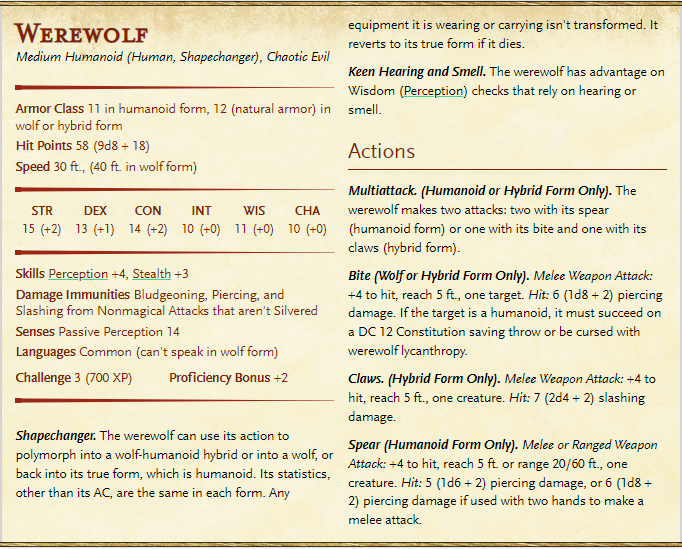 Werewolf
Medium Humanoid (Human, Shapechanger), Chaotic Evil
Armor Class 11 in humanoid form, 12 (natural armor) in
wolf or hybrid form
Hit Points 58 (9d8 + 18)
Speed 30 ft., (40 ft. in wolf form)
STR DEX CON INT WIS CHA
15 (+2) 13 (+1) 14 (+2) 10 (+0) 11 (+0) 10 (+0)
Skills Perception +4, Stealth +3
Damage Immunities Bludgeoning, Piercing, and
Slashing from Nonmagical Attacks that aren't Silvered
Senses Passive Perception 14
Languages Common (can't speak in wolf form)
Challenge 3 (700 XP) Proficiency Bonus +2
Shapechanger. The werewolf can use its action to
polymorph into a wolf-humanoid hybrid or into a wolf, or
back into its true form, which is humanoid. Its statistics,
other than its AC, are the same in each form. Any
equipment it is wearing or carrying isn't transformed. It
reverts to its true form if it dies.
Keen Hearing and Smell. The werewolf has advantage on
Wisdom (Perception) checks that rely on hearing or
smell.
Actions
Multiattack. (Humanoid or Hybrid Form Only). The
werewolf makes two attacks: two with its spear
(humanoid form) or one with its bite and one with its
claws (hybrid form).
Bite (Wolf or Hybrid Form Only). Melee Weapon Attack:
+4 to hit, reach 5 ft., one target. Hit: 6 (1d8 + 2) piercing
damage. If the target is a humanoid, it must succeed on
a DC 12 Constitution saving throw or be cursed with
werewolf lycanthropy.
Claws. (Hybrid Form Only). Melee Weapon Attack: +4 to
hit, reach 5 ft., one creature. Hit: 7 (2d4 + 2) slashing
damage.
Spear (Humanoid Form Only). Melee or Ranged Weapon
Attack: +4 to hit, reach 5 ft. or range 20/60 ft., one
creature. Hit: 5 (1d6 + 2) piercing damage, or 6 (1d8 +
2) piercing damage if used with two hands to make a
melee attack.